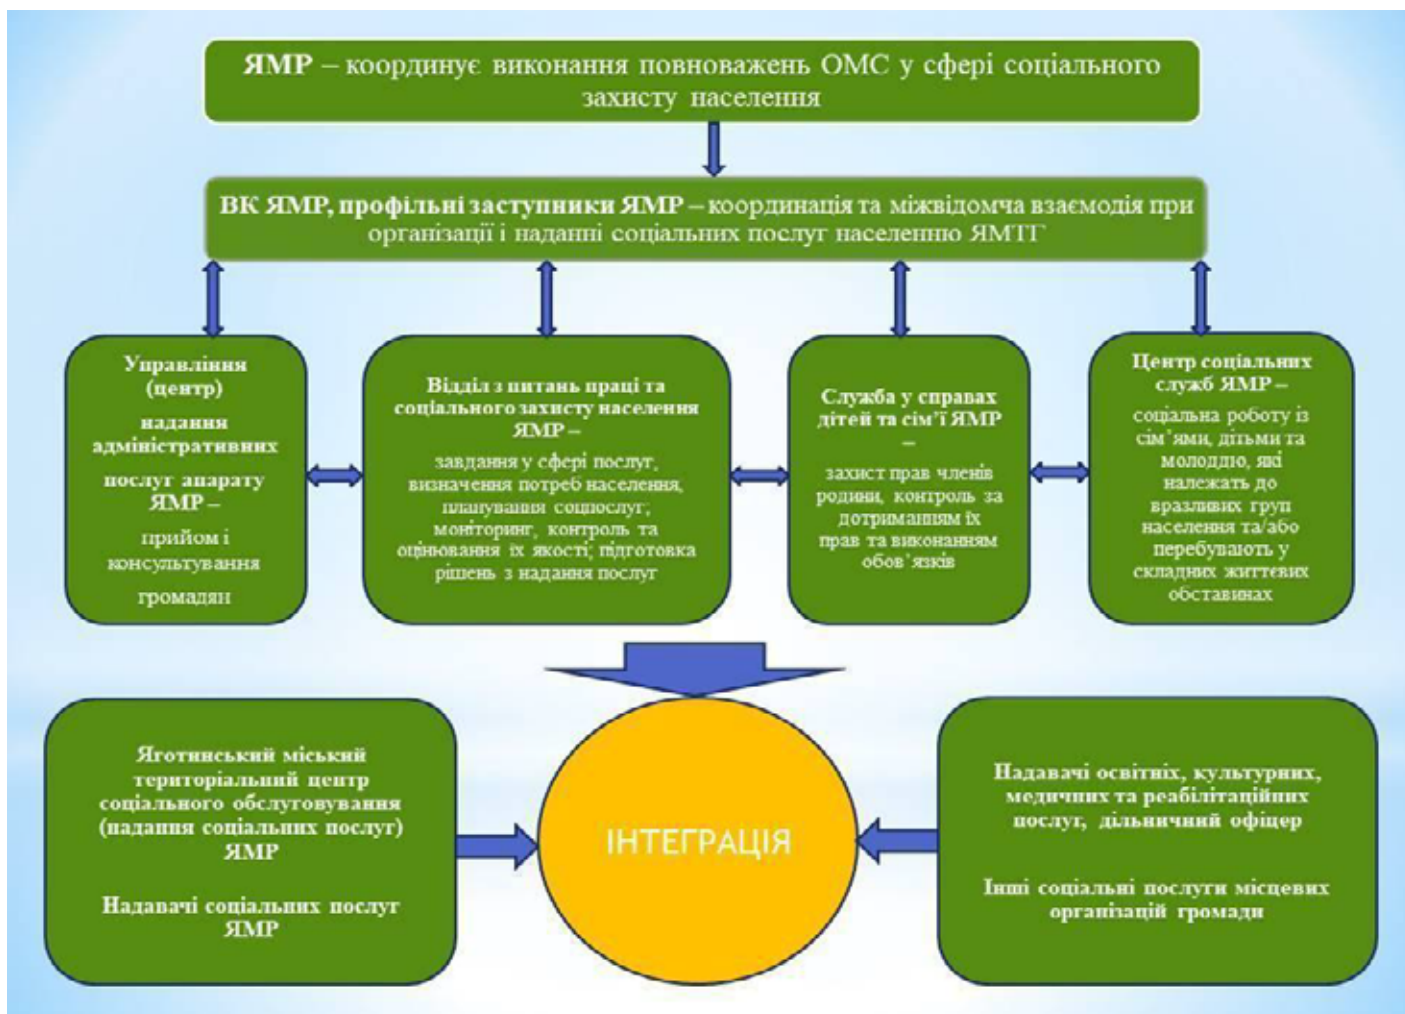 ЯМР – координує виконання повноважень ОМС у сфері соціального
захисту населення
ВК ЯМР, профільні заступники ЯМР – координація та міжвідомча взаємодія при
організації і наданні соціальних послуг населенню ЯМТГ
Управління
(центр)
надання
адміністративних
послуг апарату
ЯМР –
прийом і
консультування
громадян
Відділ з питань праці та
соціального захисту населення
ЯМР –
завдання у сфері послуг,
визначення потреб населення,
планування соцпослуг;
моніторинг, контроль та
оцінювання їх якості; підготовка
рішень з надання послуг
Служба у справах
дітей та сім’ї ЯМР
–
захист прав членів
родини, контроль за
дотриманням їх
прав та виконанням
обов’язків
Центр соціальних
служб ЯМР –
соціальна роботу із
сім’ями, дітьми та
молоддю, які
належать до
вразливих груп
населення та/або
перебувають у
складних життєвих
обставинах
Яготинський міський
територіальний центр
соціального обслуговування
(надання соціальних послуг)
ЯМР
Надавачі соціальних послуг
ЯМР
ІНТЕГРАЦІЯ
Надавачі освітніх, культурних,
медичних та реабілітаційних
послуг, дільничний офіцер
Інші соціальні послуги місцевих
організацій громади